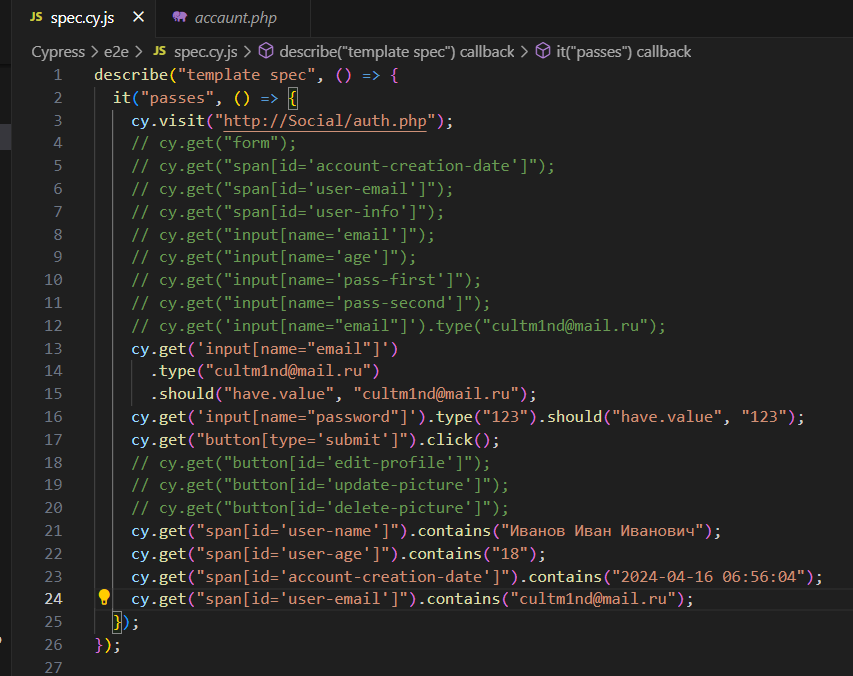 JS spec.cy.js × accaunt.php
Cypress > e2e > JS spec.cy.js > describe("template spec") callback > it("passes") callback
1 describe("template spec", () => {
2 it("passes", () => {
3 cy.visit("http://Social/auth.php");
4 // cy.get("form");
5 // cy.get("span[id='account-creation-date']");
6 // cy.get("span[id='user-email']");
7 // cy.get("span[id='user-info']");
8 // cy.get("input[name='email']");
9 // cy.get("input[name='age']");
10 // cy.get("input[name='pass-first']");
11 // cy.get("input[name='pass-second']");
12 // cy.get('input[name="email"]').type("cultm1nd@mail.ru");
13 cy.get('input[name="email"]')
14 .type("cultm1nd@mail.ru")
15 .should("have.value", "cultm1nd@mail.ru");
16 cy.get('input[name="password"]').type("123").should("have.value", "123");
17 cy.get("button[type='submit']").click();
18 // cy.get("button[id='edit-profile']");
19 // cy.get("button[id='update-picture']");
20 // cy.get("button[id='delete-picture']");
21 cy.get("span[id='user-name']").contains("Иванов Иван Иванович");
22 cy.get("span[id='user-age']").contains("18");
23 cy.get("span[id='account-creation-date']").contains("2024-04-16 06:56:04");
24 cy.get("span[id='user-email']").contains("cultm1nd@mail.ru");
25 });
26 });
27